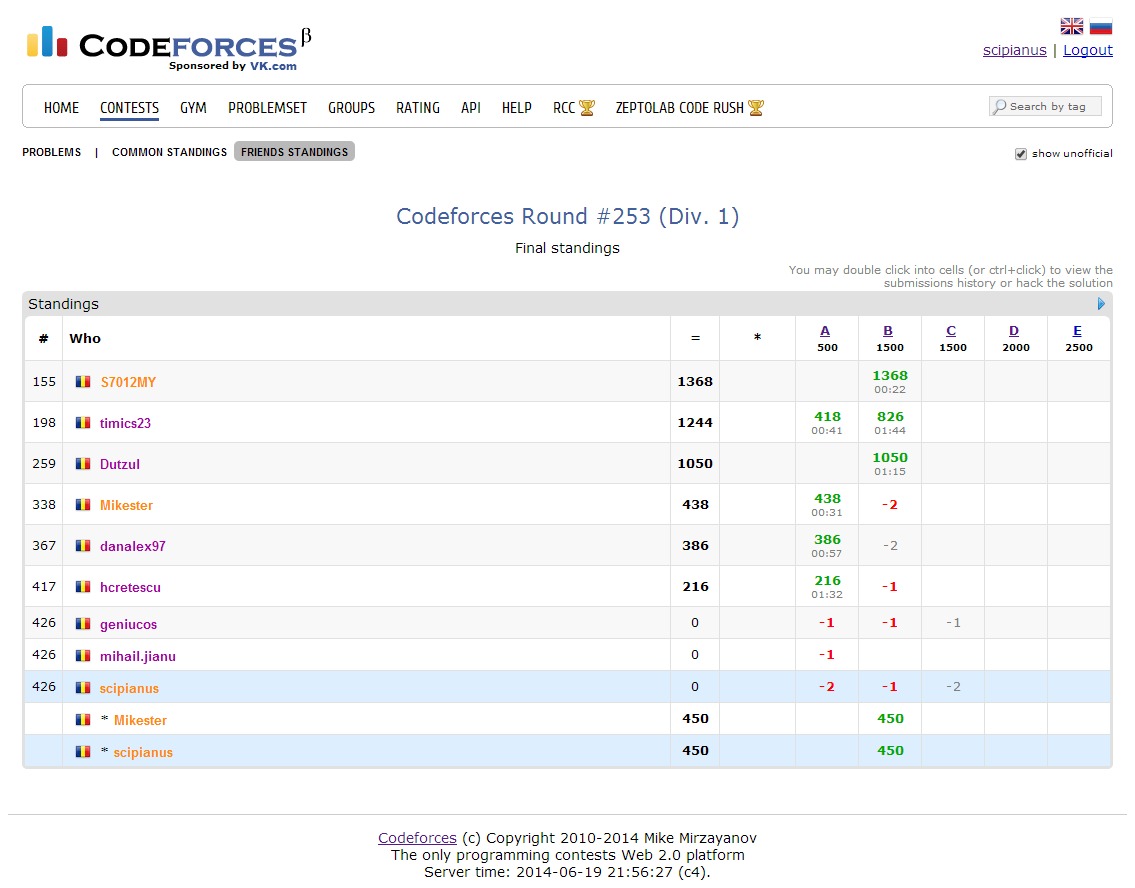 CODEFORCES β
Sponsored by VK.com
scipianus | Logout
HOME CONTESTS GYM PROBLEMSET GROUPS RATING API HELP RCC ZEPTOLAB CODE RUSH Search by tag
PROBLEMS | COMMON STANDINGS FRIENDS STANDINGS show unofficial
Codeforces Round #253 (Div. 1)
Final standings
You may double click into cells (or ctrl+click) to view the
submissions history or hack the solution
Standings
# Who = * A B C D E
500 1500 1500 2000 2500
155 S7012MY 1368 1368
00:22
198 timics23 1244 418 826
00:41 01:44
259 Dutzul 1050 1050
01:15
338 Mikester 438 438 -2
00:31
367 danalex97 386 386 -2
00:57
417 hcretescu 216 216 -1
01:32
426 geniucos 0 -1 -1 -1
426 mihail.jianu 0 -1
426 scipianus 0 -2 -1 -2
* Mikester 450 450
* scipianus 450 450
Codeforces (c) Copyright 2010-2014 Mike Mirzayanov
The only programming contests Web 2.0 platform
Server time: 2014-06-19 21:56:27 (c4).